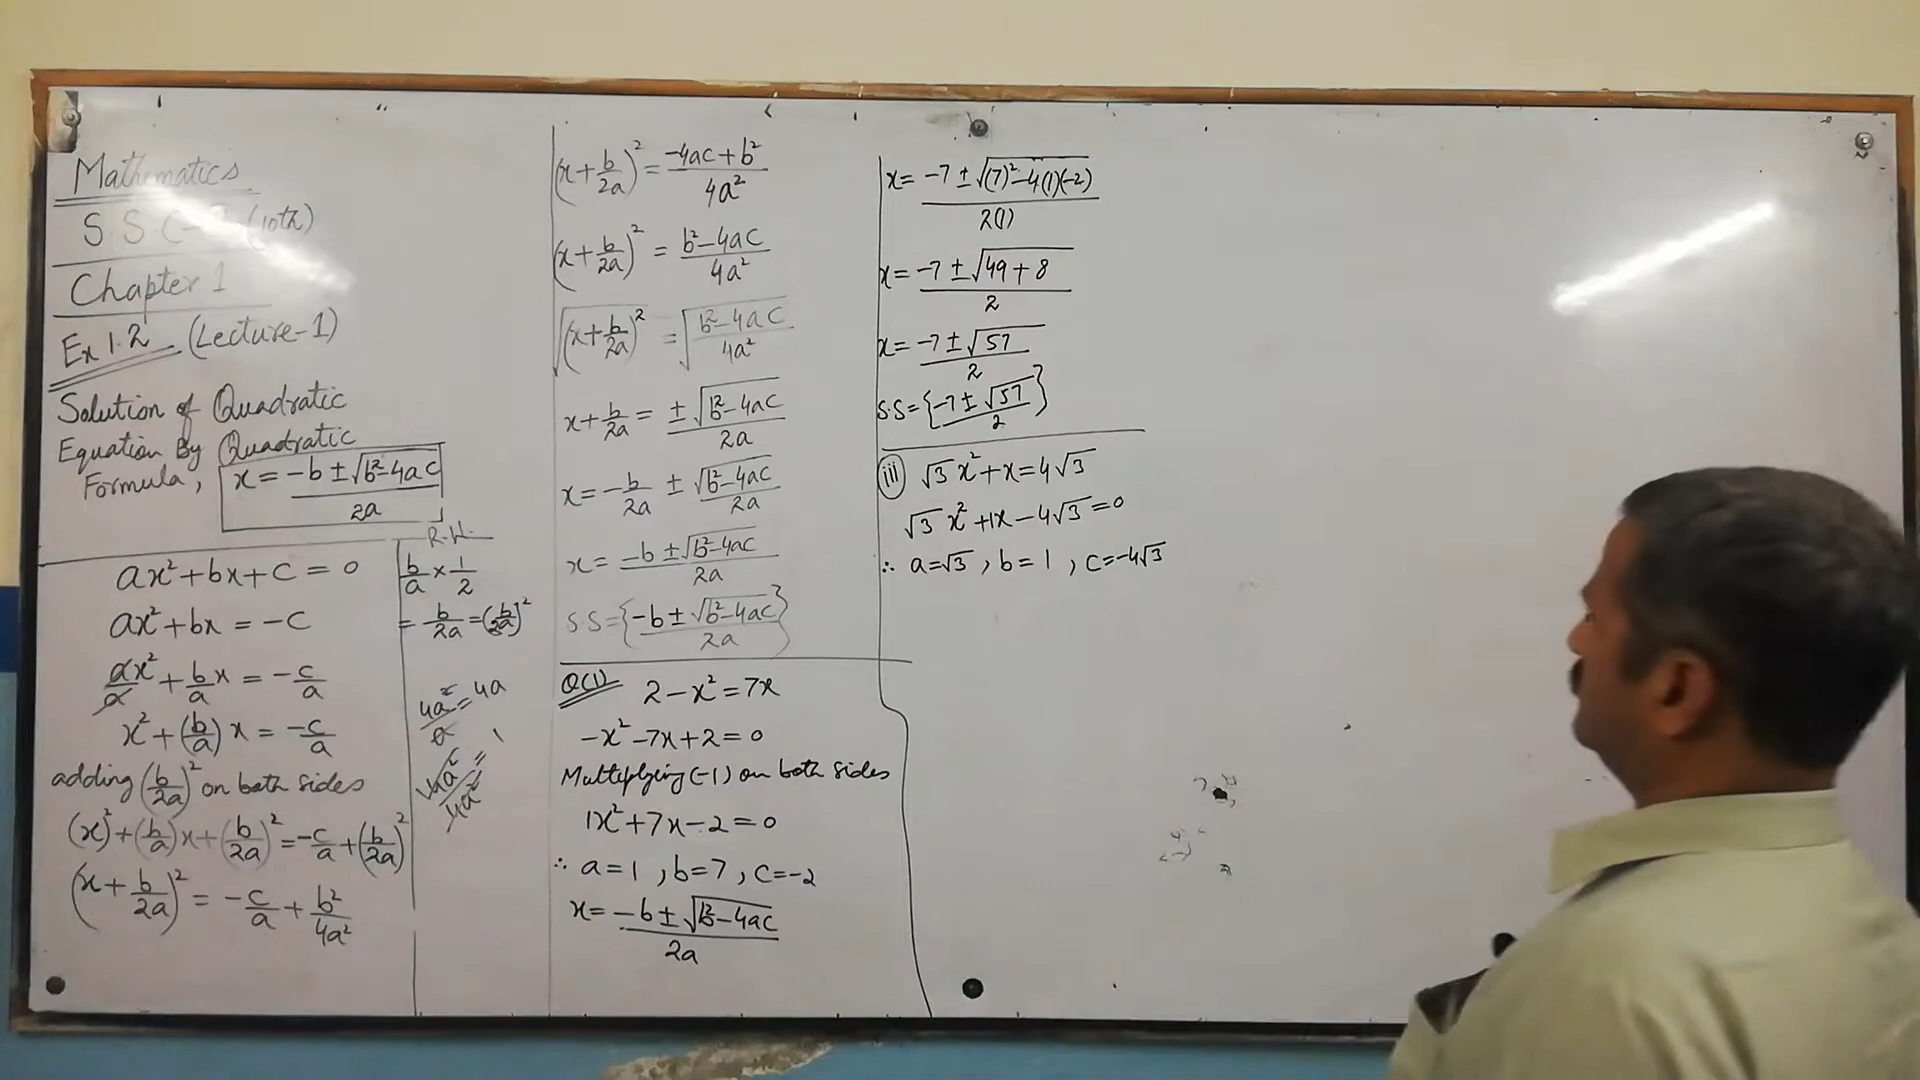 Mathematics
S S C-2 (10th)
Chapter 1
Ex 1.2 (Lecture-1)
Solution of Quadratic
Equation By Quadratic
Formula, x = (-b ± √(b²-4ac))/2a
ax²+bx+c = 0
ax²+bx = -c
ax²/a + b/a x = -c/a
x² + (b/a) x = -c/a
adding (b/2a)² on both sides
(x)² + (b/a)x + (b/2a)² = -c/a + (b/2a)²
(x + b/2a)² = -c/a + b²/4a²
R.W.
b/a × 1/2
= b/2a = (b/2a)²
4a²/a = 4a
4a²/4a² = 1
(x + b/2a)² = (-4ac+b²)/4a²
(x + b/2a)² = (b²-4ac)/4a²
√(x + b/2a)² = √((b²-4ac)/4a²)
x + b/2a = ± √(b²-4ac)/2a
x = -b/2a ± √(b²-4ac)/2a
x = (-b ± √(b²-4ac))/2a
S.S = {(-b ± √(b²-4ac))/2a}
Q(1) 2 - x² = 7x
-x² -7x+2 = 0
Multiplying (-1) on both sides
1x²+7x-2 = 0
∴ a=1, b=7, c=-2
x = (-b ± √(b²-4ac))/2a
x = (-7 ± √((7)²-4(1)(-2)))/2(1)
x = (-7 ± √(49+8))/2
x = (-7 ± √57)/2
S.S = {(-7 ± √57)/2}
(iii) √3 x² + x = 4√3
√3 x² + 1x - 4√3 = 0
∴ a=√3, b=1, c=-4√3